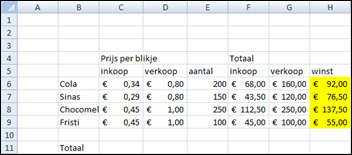 A B C D E F G H
1
2
3
4 Prijs per blikje Totaal
5 inkoop verkoop aantal inkoop verkoop winst
6 Cola € 0,34 € 0,80 200 € 68,00 € 160,00 € 92,00
7 Sinas € 0,29 € 0,80 150 € 43,50 € 120,00 € 76,50
8 Chocomel € 0,45 € 1,00 250 € 112,50 € 250,00 € 137,50
9 Fristi € 0,45 € 1,00 100 € 45,00 € 100,00 € 55,00
10
11 Totaal